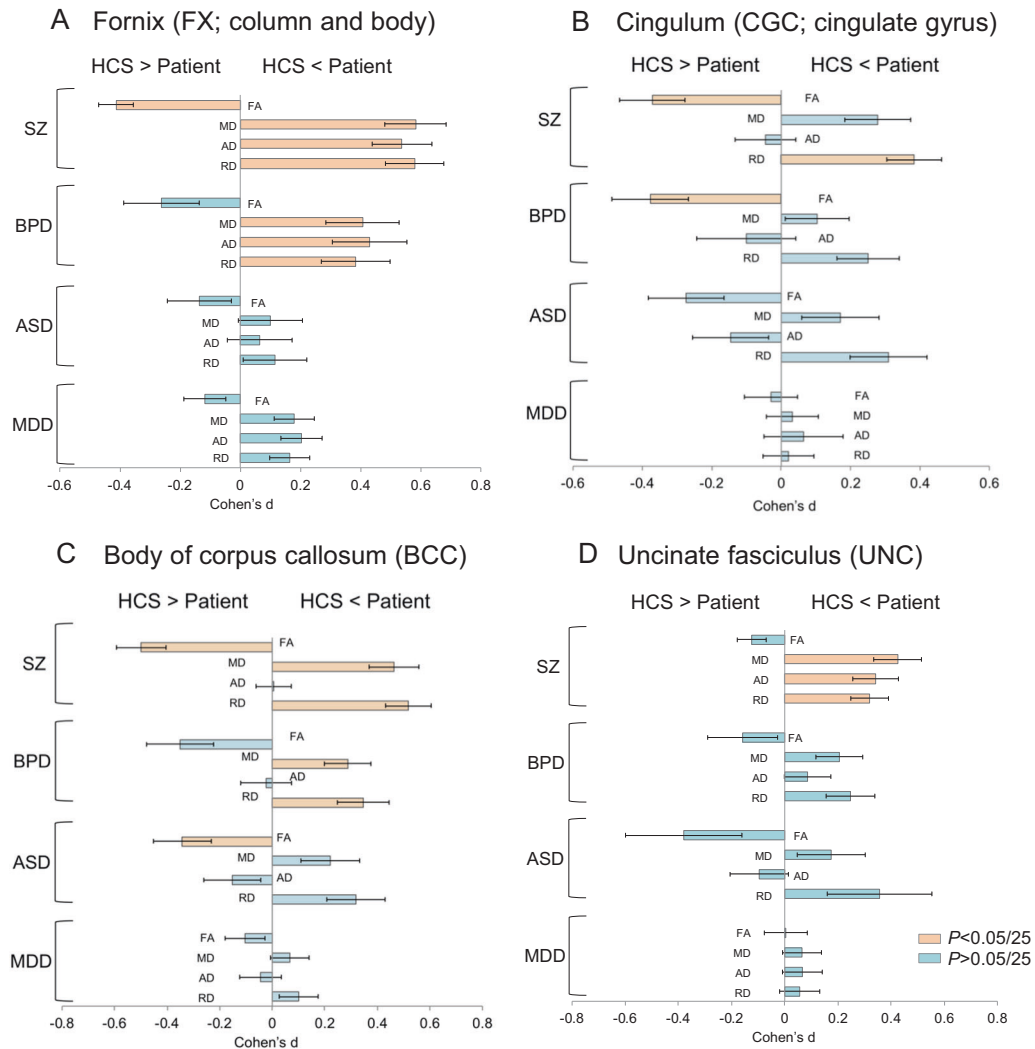 A Fornix (FX; column and body)
HCS > Patient HCS < Patient
SZ
FA
MD
AD
RD
BPD
FA
MD
AD
RD
ASD
FA
MD
AD
RD
MDD
FA
MD
AD
RD
-0.6 -0.4 -0.2 0 0.2 0.4 0.6 0.8
Cohen's d
B Cingulum (CGC; cingulate gyrus)
HCS > Patient HCS < Patient
SZ
FA
MD
AD
RD
BPD
FA
MD
AD
RD
ASD
FA
MD
AD
RD
MDD
FA
MD
AD
RD
-0.6 -0.4 -0.2 0 0.2 0.4 0.6
Cohen's d
C Body of corpus callosum (BCC)
HCS > Patient HCS < Patient
SZ
FA
MD
AD
RD
BPD
FA
MD
AD
RD
ASD
FA
MD
AD
RD
MDD
FA
MD
AD
RD
-0.8 -0.6 -0.4 -0.2 0 0.2 0.4 0.6 0.8
Cohen's d
D Uncinate fasciculus (UNC)
HCS > Patient HCS < Patient
SZ
FA
MD
AD
RD
BPD
FA
MD
AD
RD
ASD
FA
MD
AD
RD
MDD
FA
MD
AD
RD
P<0.05/25
P>0.05/25
-0.8 -0.6 -0.4 -0.2 0 0.2 0.4 0.6 0.8
Cohen's d